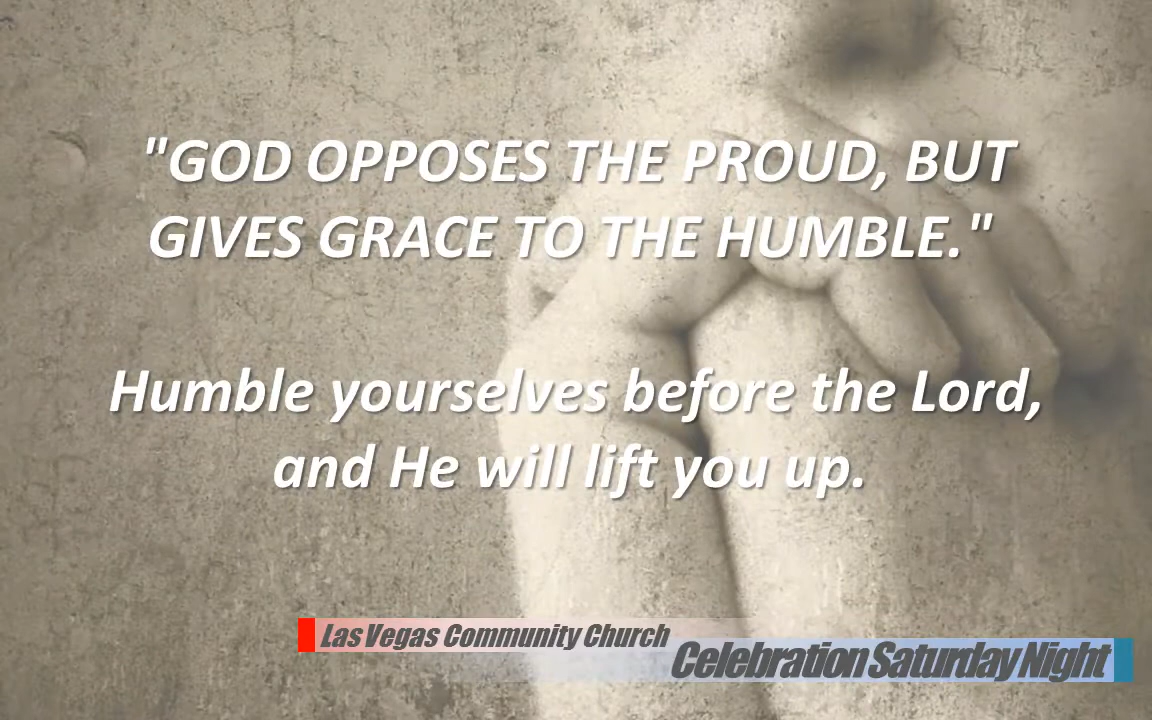 "GOD OPPOSES THE PROUD, BUT
GIVES GRACE TO THE HUMBLE."
Humble yourselves before the Lord,
and He will lift you up.
Las Vegas Community Church
Celebration Saturday Night